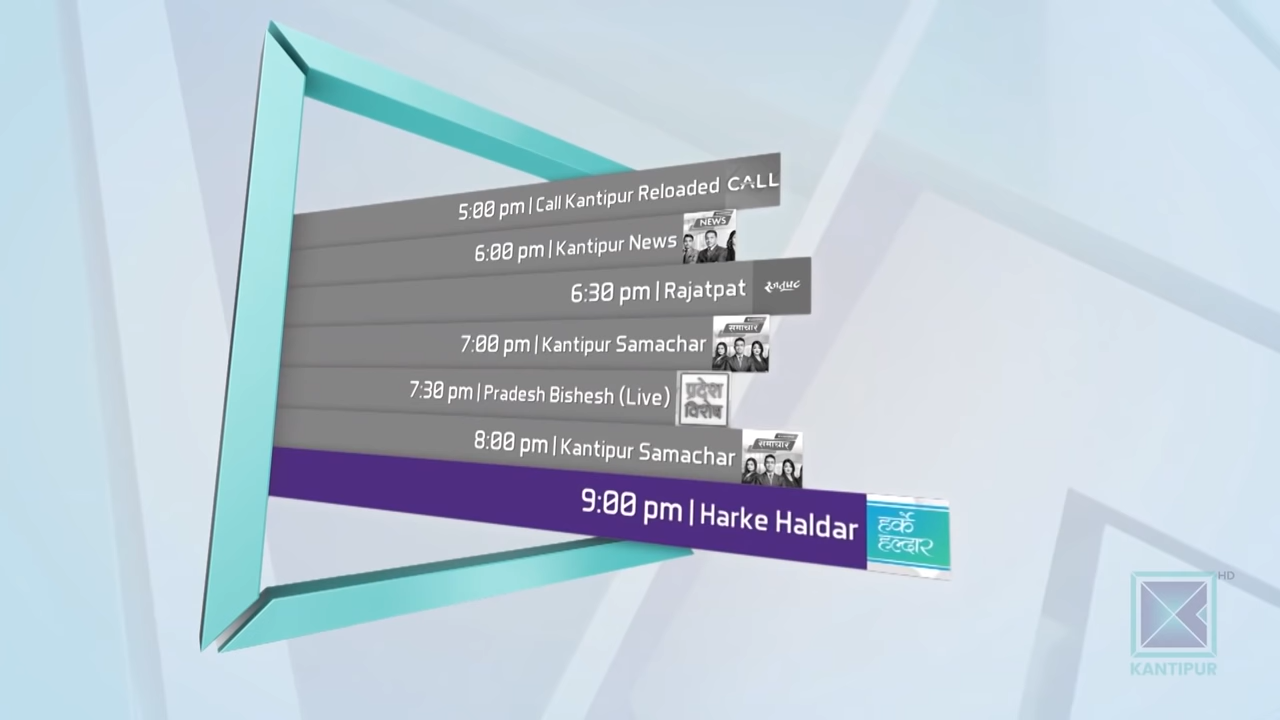 5:00 pm | Call Kantipur Reloaded CALL
6:00 pm | Kantipur News NEWS
6:30 pm | Rajatpat रजतपट
7:00 pm | Kantipur Samachar समाचार
7:30 pm | Pradesh Bishesh (Live) प्रदेश विशेष
8:00 pm | Kantipur Samachar समाचार
9:00 pm | Harke Haldar हर्के हल्दार
HD
KANTIPUR